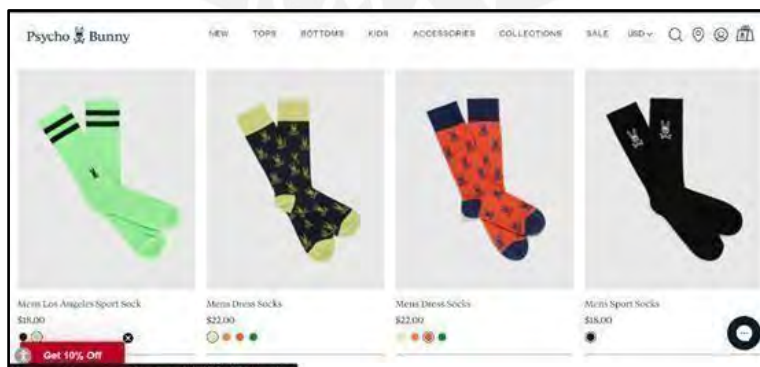 Psycho Bunny
NEW TOPS BOTTOMS KIDS ACCESSORIES COLLECTIONS SALE USD
Mens Los Angeles Sport Sock
$18.00
Mens Dress Socks
$22.00
Mens Dress Socks
$22.00
Mens Sport Socks
$18.00
Get 10% Off